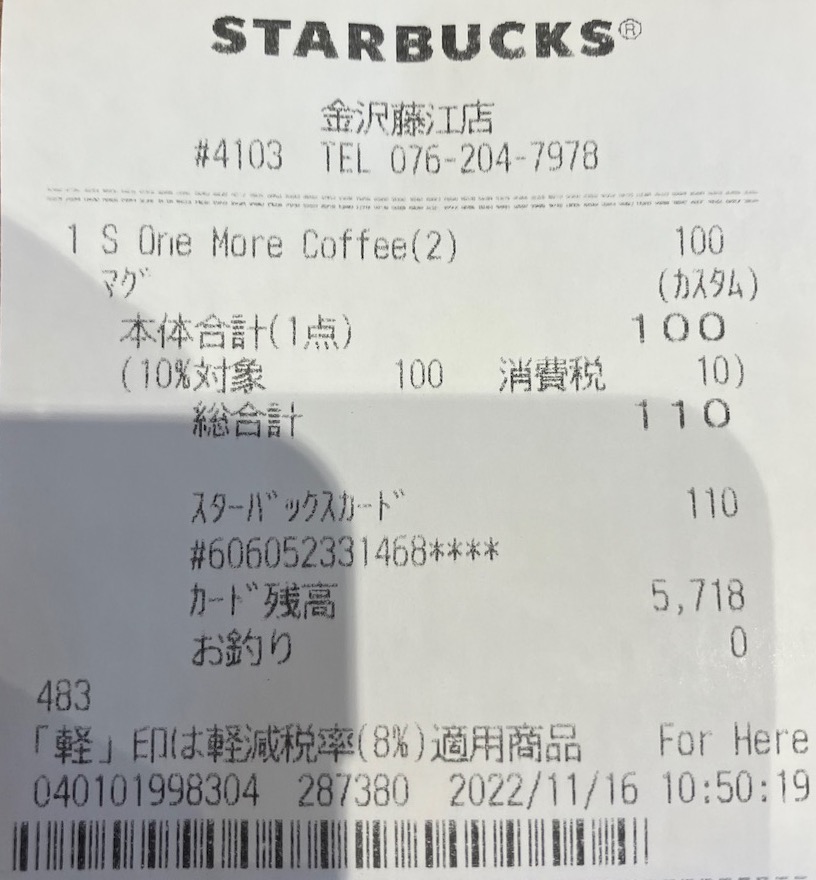 STARBUCKS®
金沢藤江店
#4103 TEL 076-204-7978
1 S One More Coffee(2) 100
マグ (カスタム)
本体合計(1点) 100
(10%対象 100 消費税 10)
総合計 110
スターバックスカード 110
#606052331468****
カード残高 5,718
お釣り 0
483
「軽」印は軽減税率(8%)適用商品 For Here
040101998304 287380 2022/11/16 10:50:19